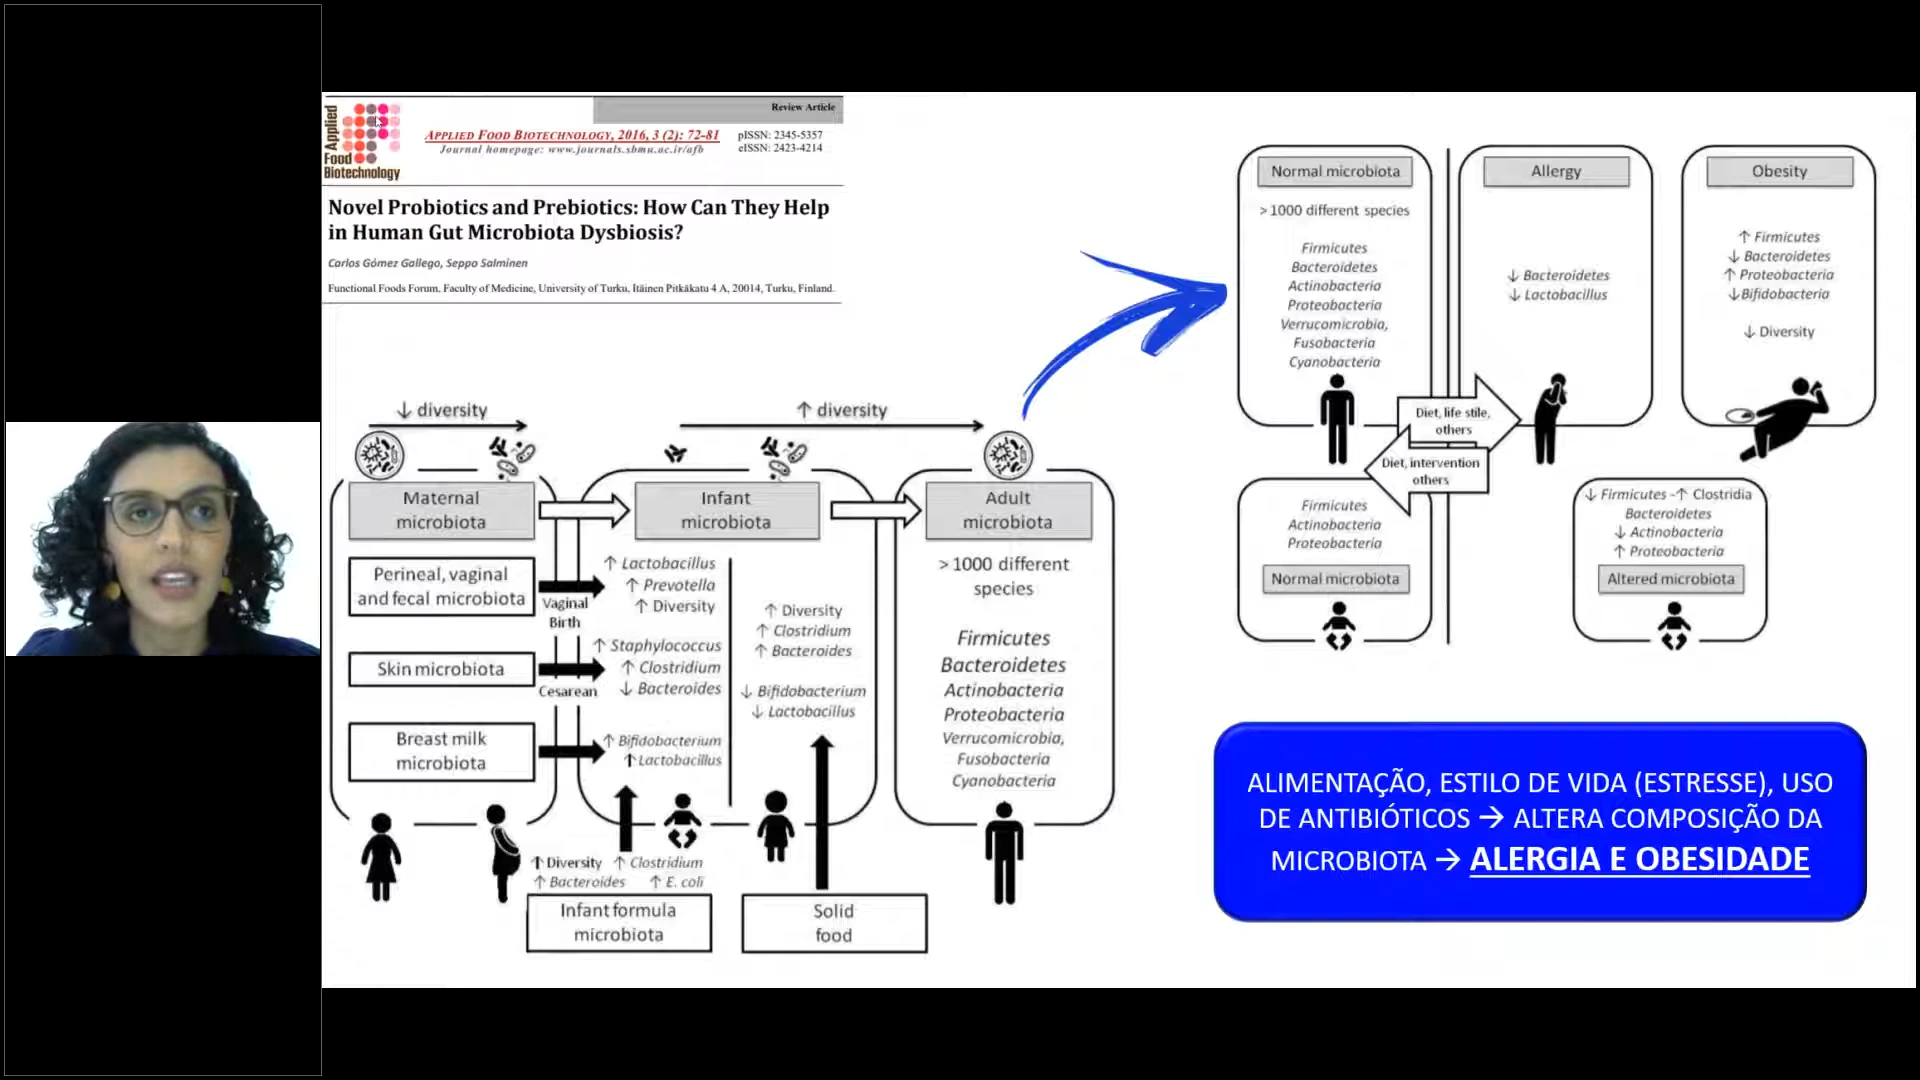 Applied
Food
Biotechnology
Review Article
APPLIED FOOD BIOTECHNOLOGY, 2016, 3 (2): 72-81
Journal homepage: www.journals.sbmu.ac.ir/afb
pISSN: 2345-5357
eISSN: 2423-4214
Novel Probiotics and Prebiotics: How Can They Help
in Human Gut Microbiota Dysbiosis?
Carlos Gómez Gallego, Seppo Salminen
Functional Foods Forum, Faculty of Medicine, University of Turku, Itäinen Pitkäkatu 4 A, 20014, Turku, Finland.
↓ diversity
↑ diversity
Maternal
microbiota
Perineal, vaginal
and fecal microbiota
Skin microbiota
Breast milk
microbiota
Vaginal
Birth
Cesarean
Infant
microbiota
↑ Lactobacillus
↑ Prevotella
↑ Diversity
↑ Staphylococcus
↑ Clostridium
↓ Bacteroides
↑ Bifidobacterium
↑ Lactobacillus
↑ Diversity
↑ Clostridium
↑ Bacteroides
↓ Bifidobacterium
↓ Lactobacillus
↑ Diversity ↑ Clostridium
↑ Bacteroides ↑ E. coli
Infant formula
microbiota
Solid
food
Adult
microbiota
> 1000 different
species
Firmicutes
Bacteroidetes
Actinobacteria
Proteobacteria
Verrucomicrobia,
Fusobacteria
Cyanobacteria
Normal microbiota
> 1000 different species
Firmicutes
Bacteroidetes
Actinobacteria
Proteobacteria
Verrucomicrobia,
Fusobacteria
Cyanobacteria
Allergy
↓ Bacteroidetes
↓ Lactobacillus
Obesity
↑ Firmicutes
↓ Bacteroidetes
↑ Proteobacteria
↓Bifidobacteria
↓ Diversity
Diet, life stile,
others
Diet, intervention
others
Firmicutes
Actinobacteria
Proteobacteria
Normal microbiota
↓ Firmicutes -↑ Clostridia
Bacteroidetes
↓ Actinobacteria
↑ Proteobacteria
Altered microbiota
ALIMENTAÇÃO, ESTILO DE VIDA (ESTRESSE), USO
DE ANTIBIÓTICOS → ALTERA COMPOSIÇÃO DA
MICROBIOTA → ALERGIA E OBESIDADE